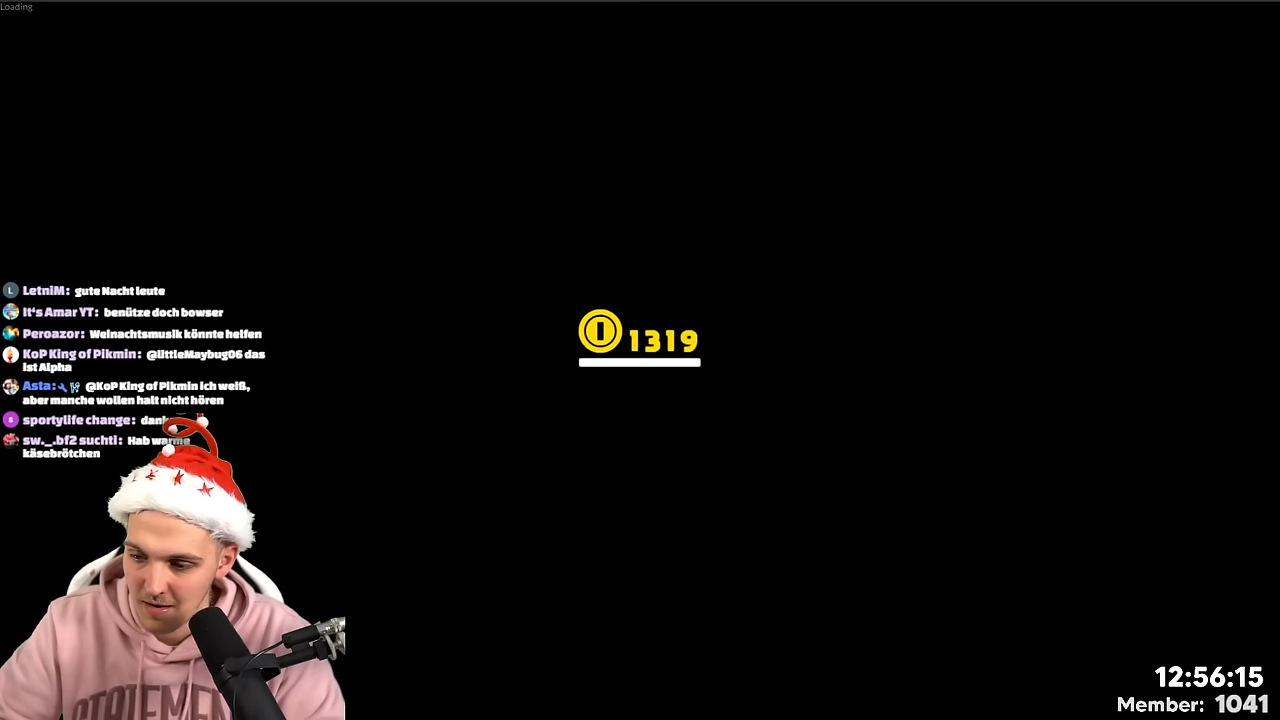 Loading
1319
LetniM: gute Nacht leute
It's Amar YT: benütze doch bowser
Peroazor: Weinachtsmusik könnte helfen
KoP King of Pikmin: @littleMaybug06 das
ist Alpha
Asta: @KoP King of Pikmin ich weiß,
aber manche wollen halt nicht hören
sportylife change:
sw._.bf2 suchti: Hab warme
käsebrötchen
12:56:15
Member: 1041